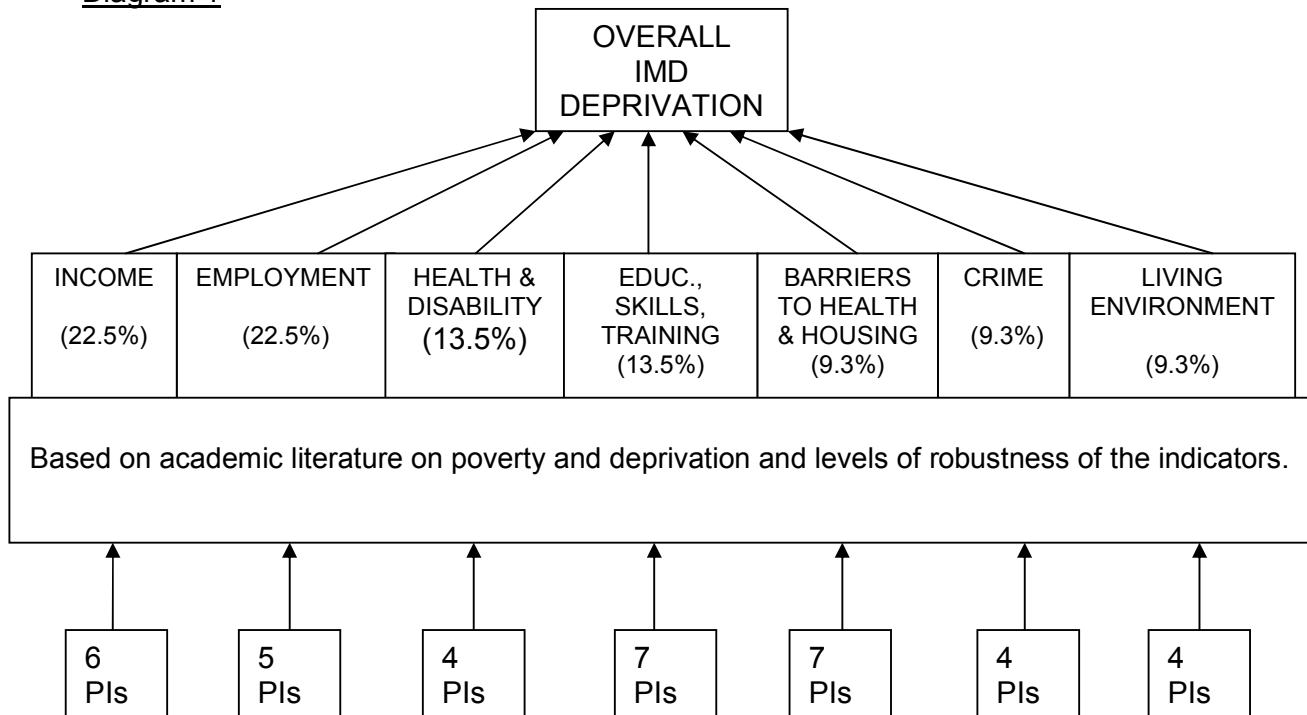 Diagram 1
OVERALL
IMD
DEPRIVATION
INCOME
(22.5%)
EMPLOYMENT
(22.5%)
HEALTH &
DISABILITY
(13.5%)
EDUC.,
SKILLS,
TRAINING
(13.5%)
BARRIERS
TO HEALTH
& HOUSING
(9.3%)
CRIME
(9.3%)
LIVING
ENVIRONMENT
(9.3%)
Based on academic literature on poverty and deprivation and levels of robustness of the indicators.
6
PIs
5
PIs
4
PIs
7
PIs
7
PIs
4
PIs
4
PIs